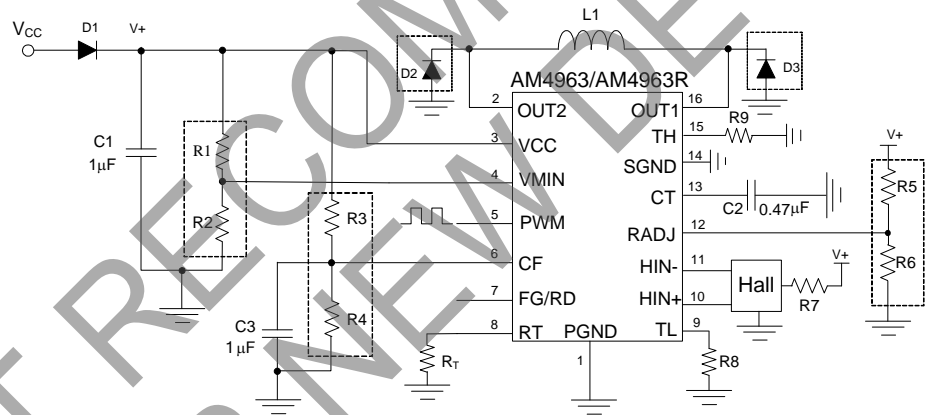 L1
VCC
D1
V+
D2
D3
AM4963/AM4963R
2
OUT2
OUT1
16
3
VCC
TH
15
R9
V+
SGND
14
C1
1μF
R1
4
VMIN
CT
13
C2
0.47μF
R5
R2
R3
5
PWM
RADJ
12
6
CF
HIN-
11
V+
R6
7
FG/RD
HIN+
10
Hall
R7
C3
1μF
R4
8
RT
PGND
TL
9
RT
1
R8
T RECOM
R NEW DE